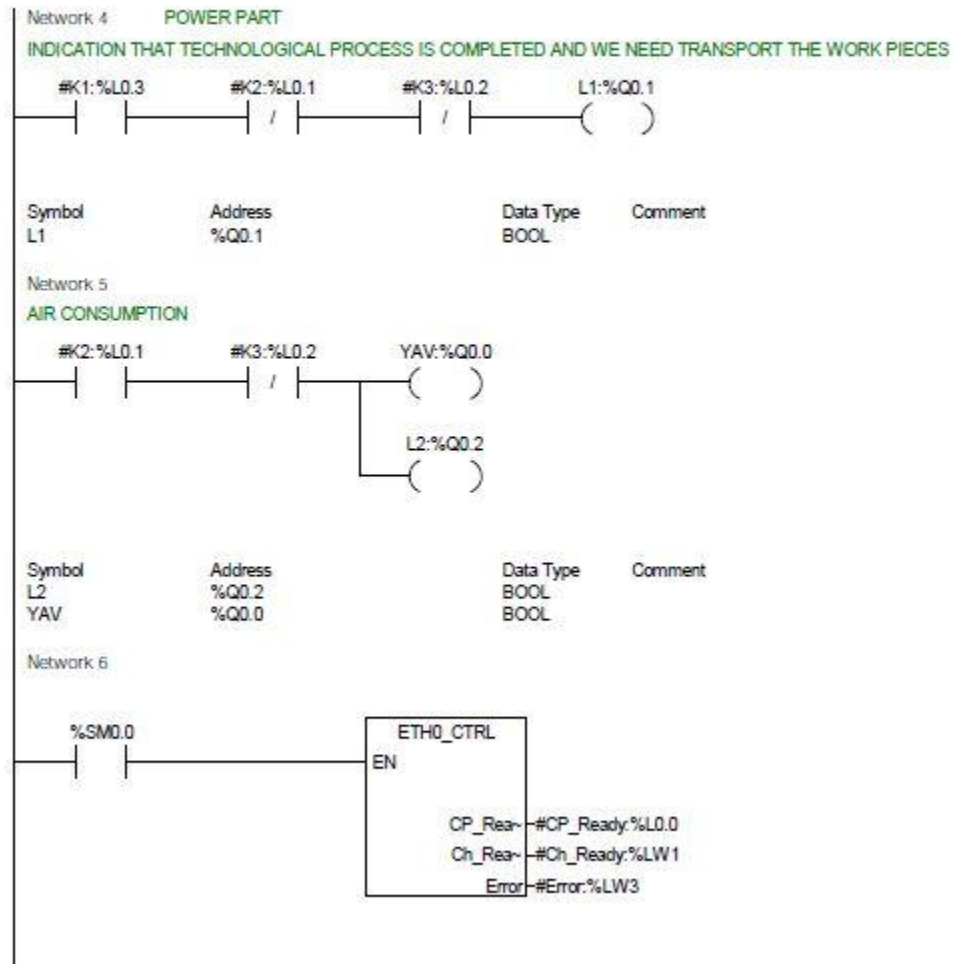 Network 4 POWER PART
INDICATION THAT TECHNOLOGICAL PROCESS IS COMPLETED AND WE NEED TRANSPORT THE WORK PIECES
#K1:%L0.3 #K2:%L0.1 #K3:%L0.2 L1:%Q0.1
/ /
Symbol Address Data Type Comment
L1 %Q0.1 BOOL
Network 5
AIR CONSUMPTION
#K2:%L0.1 #K3:%L0.2 YAV:%Q0.0
/
L2:%Q0.2
Symbol Address Data Type Comment
L2 %Q0.2 BOOL
YAV %Q0.0 BOOL
Network 6
%SM0.0 ETH0_CTRL
EN
CP_Rea~ #CP_Ready:%L0.0
Ch_Rea~ #Ch_Ready:%LW1
Error #Error:%LW3